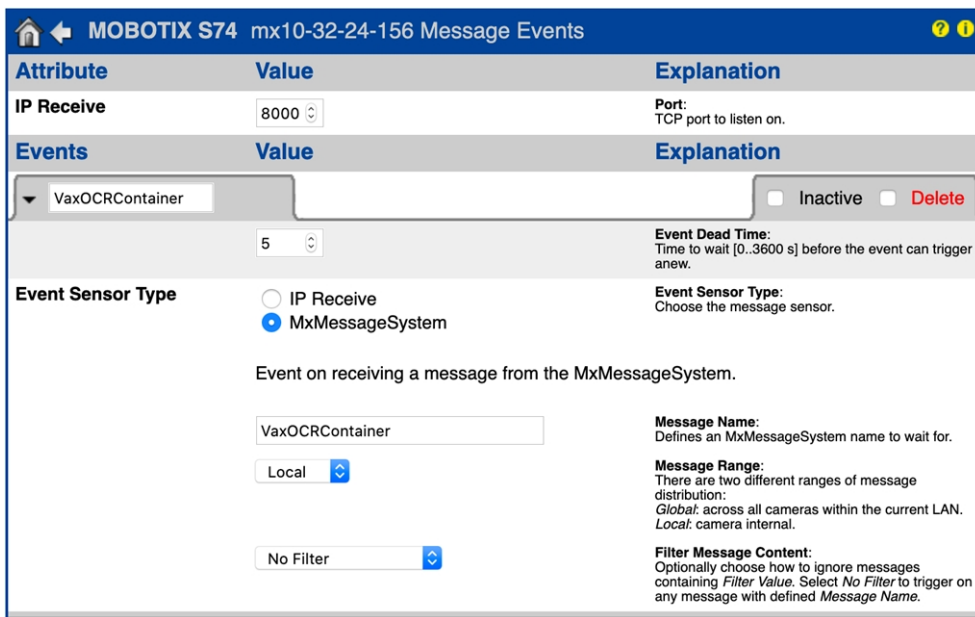 MOBOTIX S74 mx10-32-24-156 Message Events ? i
Attribute Value Explanation
IP Receive 8000 Port:
TCP port to listen on.
Events Value Explanation
VaxOCRContainer Inactive Delete
5 Event Dead Time:
Time to wait [0..3600 s] before the event can trigger
anew.
Event Sensor Type IP Receive Event Sensor Type:
MxMessageSystem Choose the message sensor.
Event on receiving a message from the MxMessageSystem.
VaxOCRContainer Message Name:
Defines an MxMessageSystem name to wait for.
Local Message Range:
There are two different ranges of message
distribution:
Global: across all cameras within the current LAN.
Local: camera internal.
No Filter Filter Message Content:
Optionally choose how to ignore messages
containing Filter Value. Select No Filter to trigger on
any message with defined Message Name.